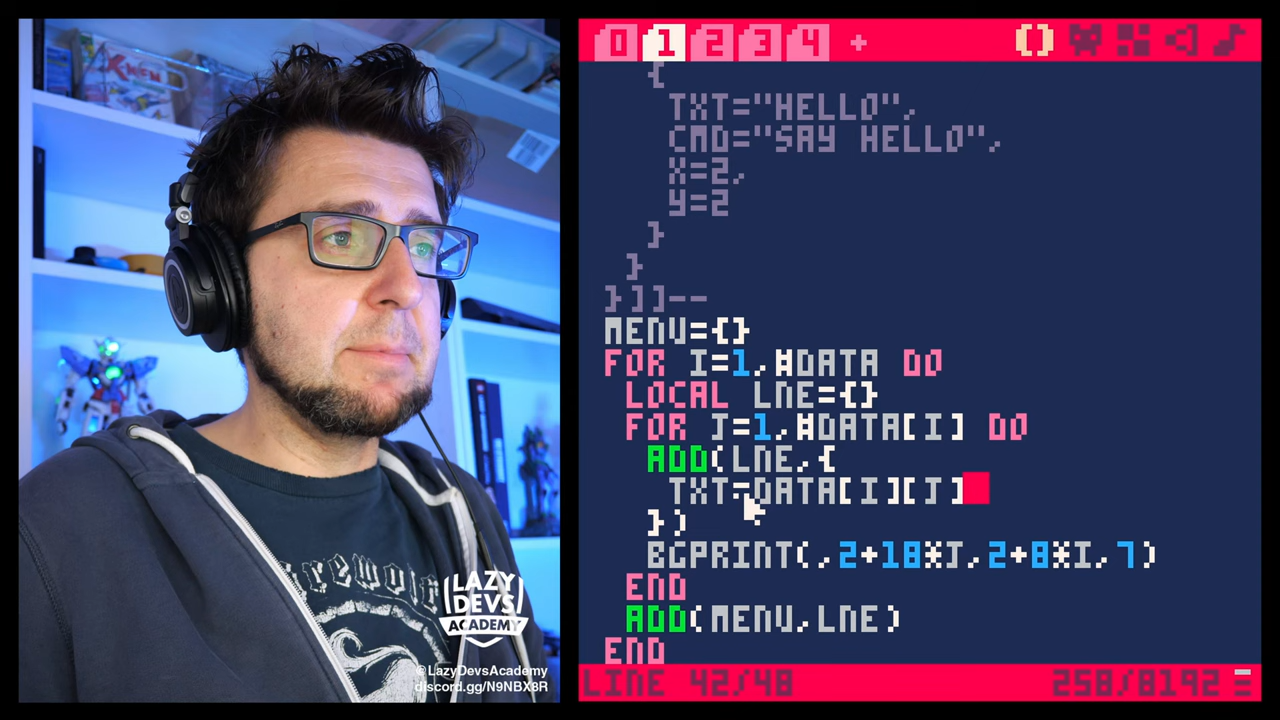 0 1 2 3 4 + ()
{
TXT="HELLO",
CMD="SAY HELLO",
X=2,
Y=2
}
}
}]]--
MENU={}
FOR I=1,#DATA DO
LOCAL LNE={}
FOR J=1,#DATA[I] DO
ADD(LNE,{
TXT=DATA[I][J]
})
BGPRINT(,2+18*J,2+8*I,7)
END
ADD(MENU,LNE)
END
LINE 42/48 258/8192
LAZY
DEVS
ACADEMY
@LazyDevsAcademy
discord.gg/N9NBX8R